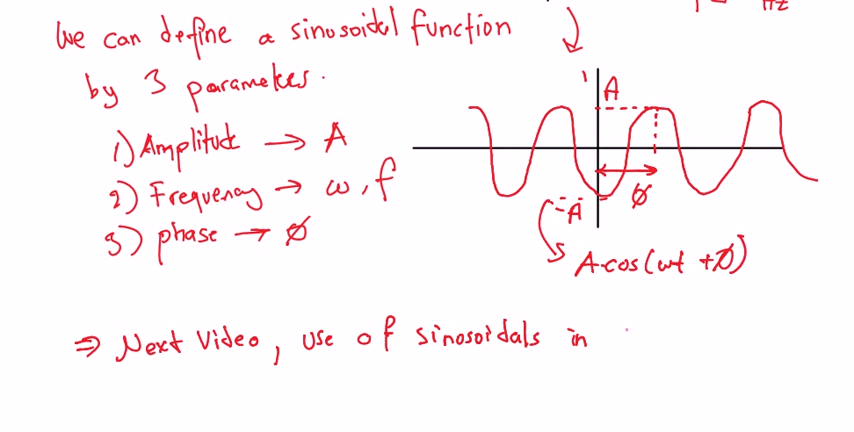 We can define a sinusoidal function
by 3 parameters.
1) Amplitude → A
2) Frequency → ω, f
3) phase → Ø
A
-A
Ø
A.cos(ωt + Ø)
⇒ Next Video, use of sinosoidals in